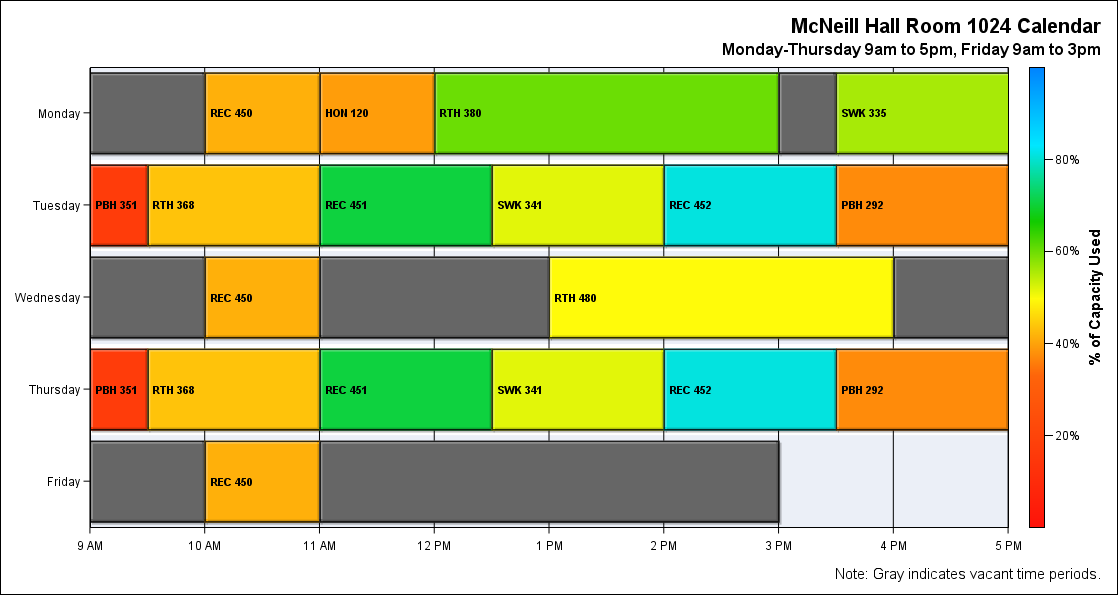 McNeill Hall Room 1024 Calendar
Monday-Thursday 9am to 5pm, Friday 9am to 3pm
Monday
REC 450
HON 120
RTH 380
SWK 335
Tuesday
PBH 351
RTH 368
REC 451
SWK 341
REC 452
PBH 292
Wednesday
REC 450
RTH 480
Thursday
PBH 351
RTH 368
REC 451
SWK 341
REC 452
PBH 292
Friday
REC 450
9 AM
10 AM
11 AM
12 PM
1 PM
2 PM
3 PM
4 PM
5 PM
80%
60%
40%
20%
% of Capacity Used
Note: Gray indicates vacant time periods.